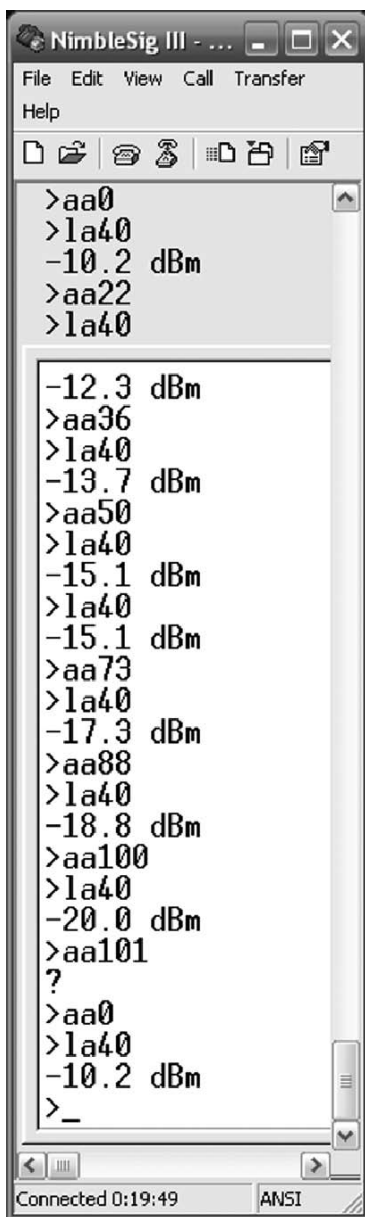 NimbleSig III - ...
File Edit View Call Transfer
Help
>aa0
>la40
-10.2 dBm
>aa22
>la40
-12.3 dBm
>aa36
>la40
-13.7 dBm
>aa50
>la40
-15.1 dBm
>la40
-15.1 dBm
>aa73
>la40
-17.3 dBm
>aa88
>la40
-18.8 dBm
>aa100
>la40
-20.0 dBm
>aa101
?
>aa0
>la40
-10.2 dBm
>_
Connected 0:19:49 ANSI